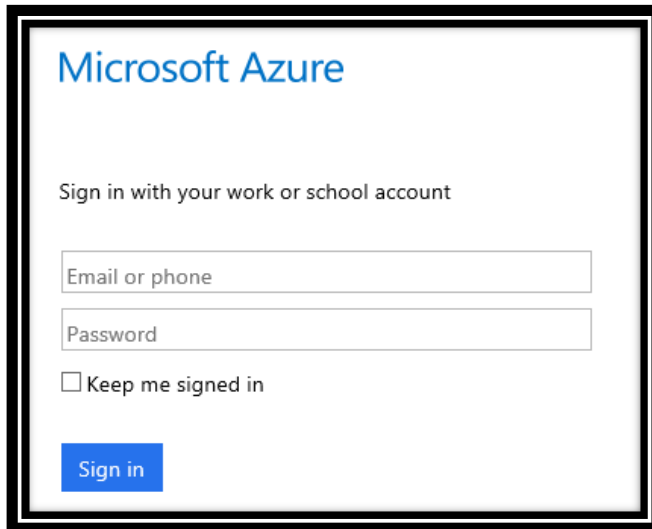 Microsoft Azure
Sign in with your work or school account
Email or phone
Password
Keep me signed in
Sign in